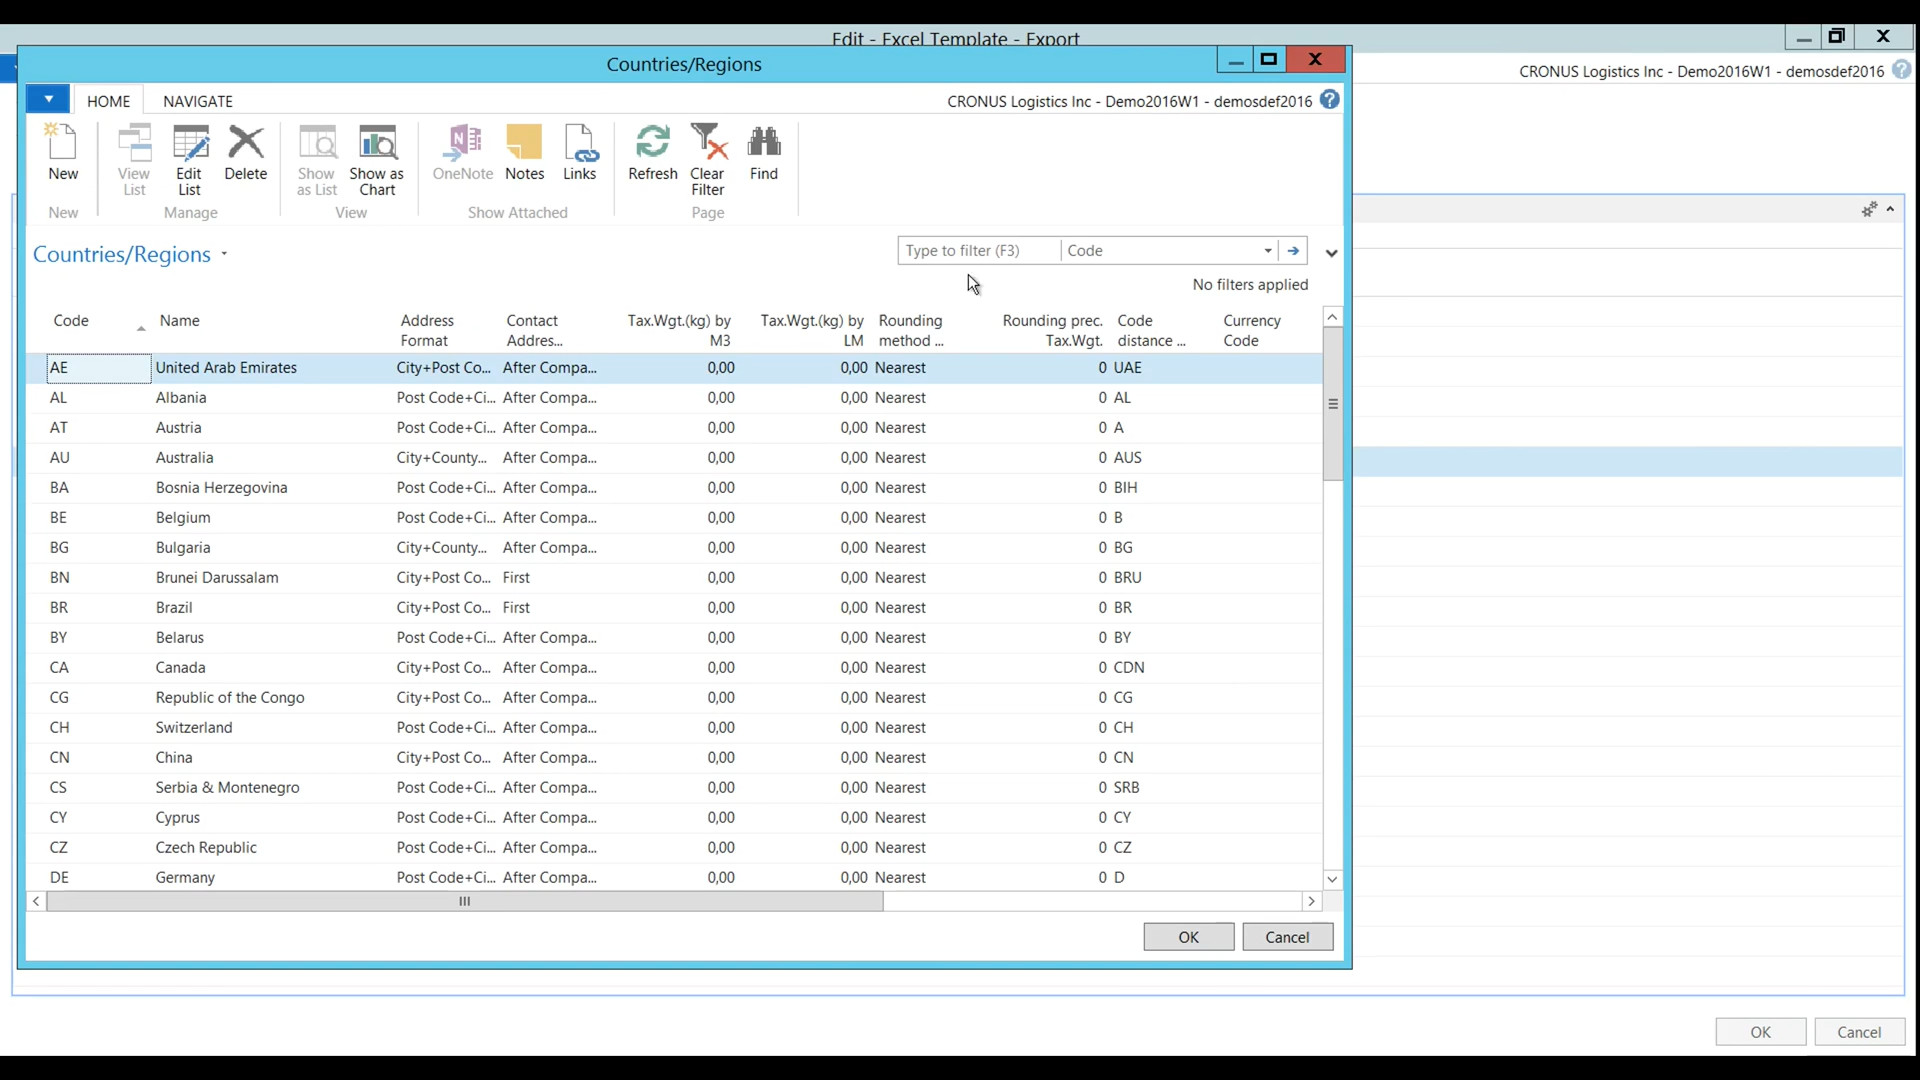 Edit - Excel Template - Export
Countries/Regions
CRONUS Logistics Inc - Demo2016W1 - demosdef2016 ?
HOME NAVIGATE
CRONUS Logistics Inc - Demo2016W1 - demosdef2016 ?
New
View List
Edit List
Delete
Show as List
Show as Chart
OneNote
Notes
Links
Refresh
Clear Filter
Find
New Manage View Show Attached Page
Countries/Regions
Type to filter (F3) Code
No filters applied
Code Name Address Format Contact Addres... Tax.Wgt.(kg) by M3 Tax.Wgt.(kg) by LM Rounding method ... Rounding prec. Tax.Wgt. Code distance ... Currency Code
AE United Arab Emirates City+Post Co... After Compa... 0,00 0,00 Nearest 0 UAE
AL Albania Post Code+Ci... After Compa... 0,00 0,00 Nearest 0 AL
AT Austria Post Code+Ci... After Compa... 0,00 0,00 Nearest 0 A
AU Australia City+County... After Compa... 0,00 0,00 Nearest 0 AUS
BA Bosnia Herzegovina Post Code+Ci... After Compa... 0,00 0,00 Nearest 0 BIH
BE Belgium Post Code+Ci... After Compa... 0,00 0,00 Nearest 0 B
BG Bulgaria City+County... After Compa... 0,00 0,00 Nearest 0 BG
BN Brunei Darussalam City+Post Co... First 0,00 0,00 Nearest 0 BRU
BR Brazil City+Post Co... First 0,00 0,00 Nearest 0 BR
BY Belarus Post Code+Ci... After Compa... 0,00 0,00 Nearest 0 BY
CA Canada City+Post Co... After Compa... 0,00 0,00 Nearest 0 CDN
CG Republic of the Congo City+Post Co... After Compa... 0,00 0,00 Nearest 0 CG
CH Switzerland Post Code+Ci... After Compa... 0,00 0,00 Nearest 0 CH
CN China City+Post Co... After Compa... 0,00 0,00 Nearest 0 CN
CS Serbia & Montenegro Post Code+Ci... After Compa... 0,00 0,00 Nearest 0 SRB
CY Cyprus Post Code+Ci... After Compa... 0,00 0,00 Nearest 0 CY
CZ Czech Republic Post Code+Ci... After Compa... 0,00 0,00 Nearest 0 CZ
DE Germany Post Code+Ci... After Compa... 0,00 0,00 Nearest 0 D
OK Cancel
OK Cancel